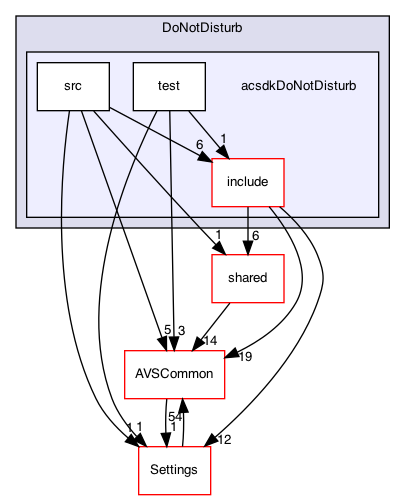 DoNotDisturb
src
test
acsdkDoNotDisturb
6
1
include
1
6
shared
5
3
14
19
AVSCommon
54
1
1
1
12
Settings